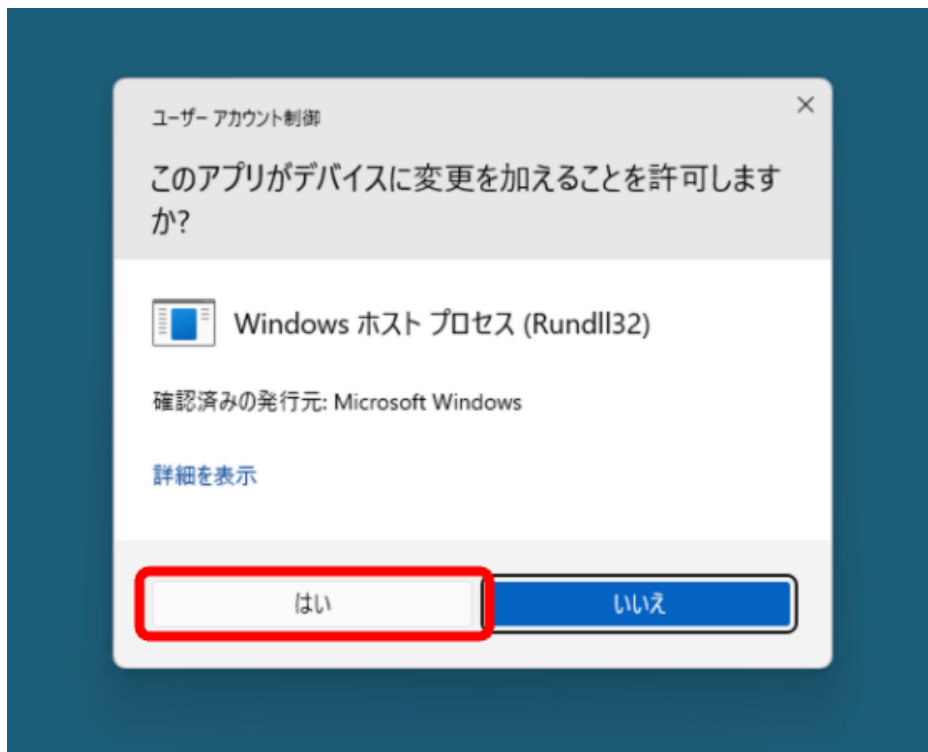 ユーザー アカウント制御
このアプリがデバイスに変更を加えることを許可します
か?
Windows ホスト プロセス (Rundll32)
確認済みの発行元: Microsoft Windows
詳細を表示
はい
いいえ